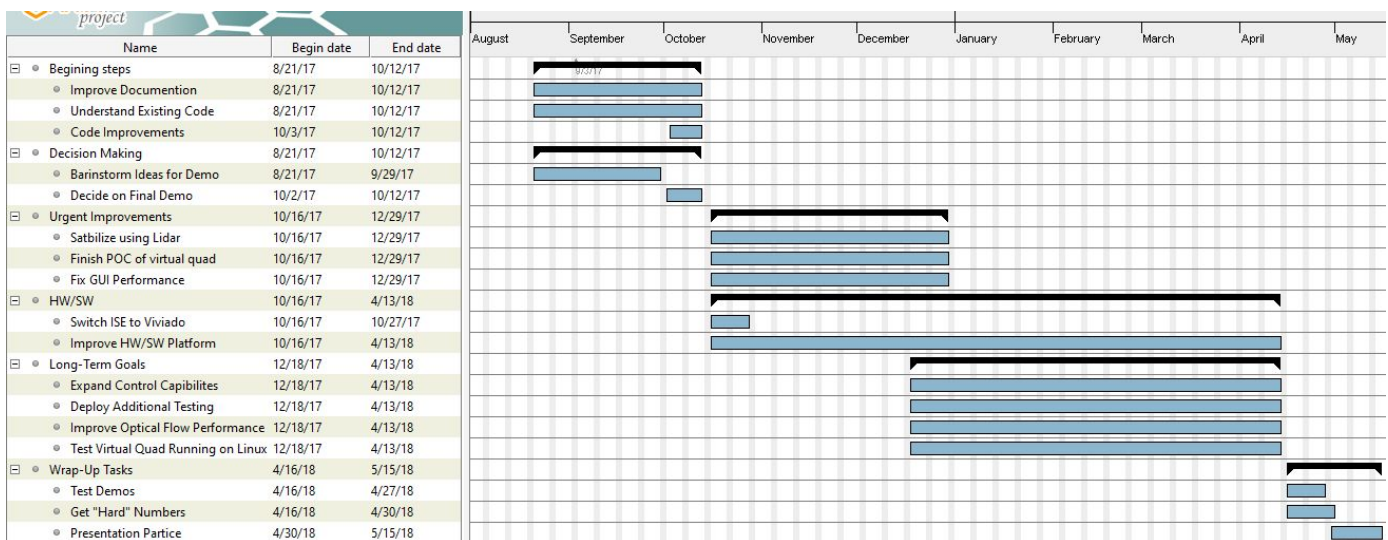 project
August September October November December January February March April May
Name Begin date End date
Begining steps 8/21/17 10/12/17
9/3/17
Improve Documention 8/21/17 10/12/17
Understand Existing Code 8/21/17 10/12/17
Code Improvements 10/3/17 10/12/17
Decision Making 8/21/17 10/12/17
Barinstorm Ideas for Demo 8/21/17 9/29/17
Decide on Final Demo 10/2/17 10/12/17
Urgent Improvements 10/16/17 12/29/17
Satbilize using Lidar 10/16/17 12/29/17
Finish POC of virtual quad 10/16/17 12/29/17
Fix GUI Performance 10/16/17 12/29/17
HW/SW 10/16/17 4/13/18
Switch ISE to Viviado 10/16/17 10/27/17
Improve HW/SW Platform 10/16/17 4/13/18
Long-Term Goals 12/18/17 4/13/18
Expand Control Capibilites 12/18/17 4/13/18
Deploy Additional Testing 12/18/17 4/13/18
Improve Optical Flow Performance 12/18/17 4/13/18
Test Virtual Quad Running on Linux 12/18/17 4/13/18
Wrap-Up Tasks 4/16/18 5/15/18
Test Demos 4/16/18 4/27/18
Get "Hard" Numbers 4/16/18 4/30/18
Presentation Partice 4/30/18 5/15/18